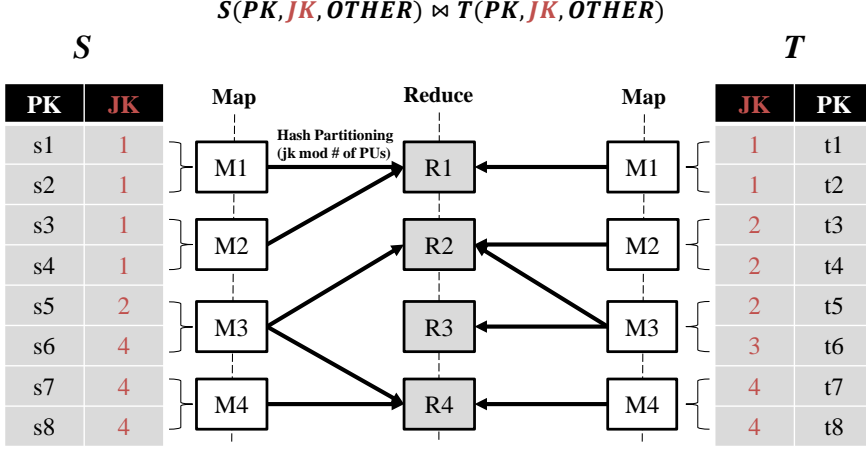 S(PK, JK, OTHER) ⋈ T(PK, JK, OTHER)
S
T
PK JK
Map
Reduce
Map
JK PK
Hash Partitioning
(jk mod # of PUs)
s1 1
s2 1
M1
R1
M1
1 t1
1 t2
s3 1
s4 1
M2
R2
M2
2 t3
2 t4
s5 2
s6 4
M3
R3
M3
2 t5
3 t6
s7 4
s8 4
M4
R4
M4
4 t7
4 t8